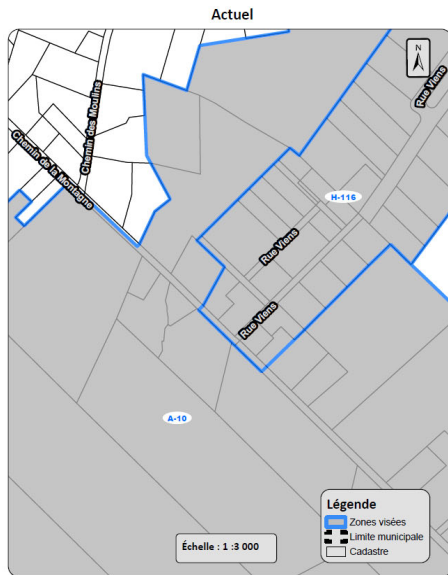 Actuel
N
Rue Viens
Chemin des Moulins
Chemin de la Montagne
H-116
Rue Viens
Rue Viens
A-10
Échelle : 1 :3 000
Légende
Zones visées
Limite municipale
Cadastre